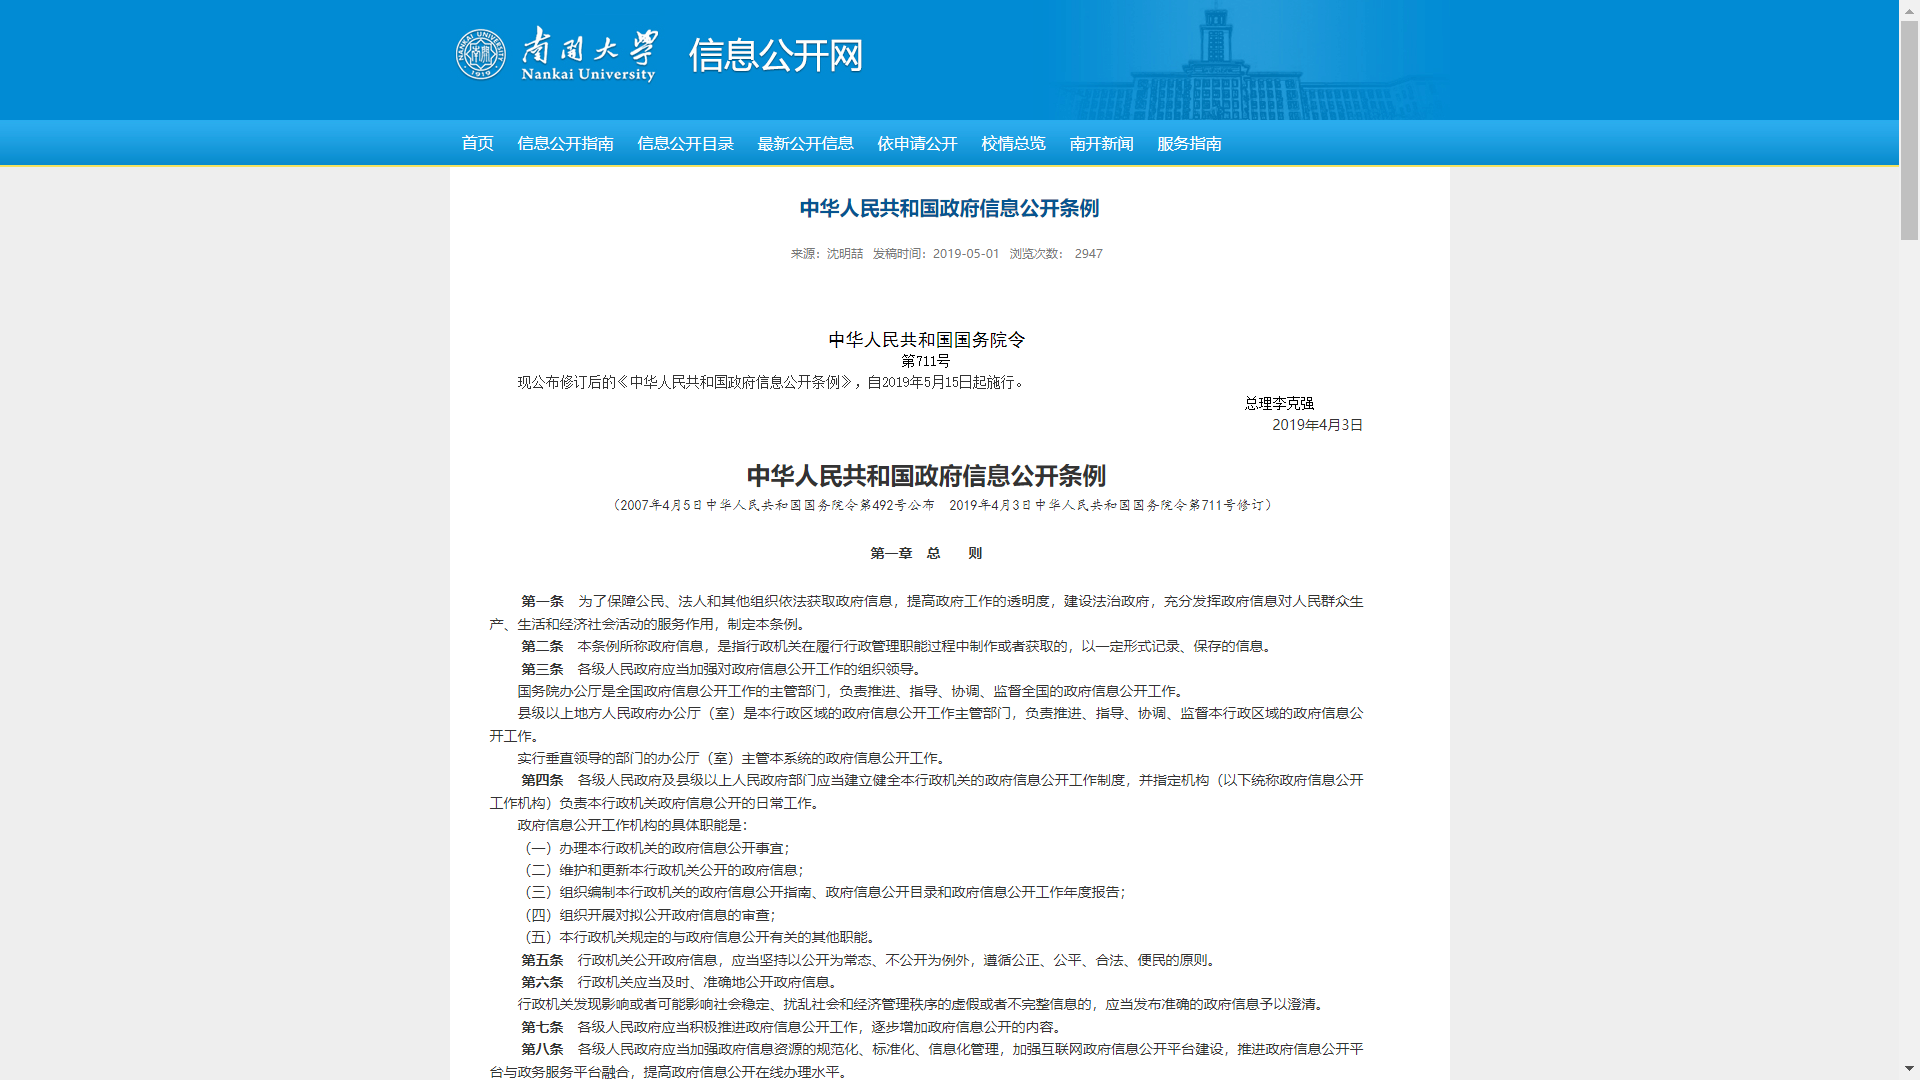 南開大學
Nankai University
信息公开网
NANKAI UNIVERSITY
1919
首页 信息公开指南 信息公开目录 最新公开信息 依申请公开 校情总览 南开新闻 服务指南
中华人民共和国政府信息公开条例
来源：沈明喆 发稿时间：2019-05-01 浏览次数： 2947
中华人民共和国国务院令
第711号
现公布修订后的《中华人民共和国政府信息公开条例》，自2019年5月15日起施行。
总理李克强
2019年4月3日
中华人民共和国政府信息公开条例
（2007年4月5日中华人民共和国国务院令第492号公布　2019年4月3日中华人民共和国国务院令第711号修订）
第一章　总　　则
第一条　为了保障公民、法人和其他组织依法获取政府信息，提高政府工作的透明度，建设法治政府，充分发挥政府信息对人民群众生
产、生活和经济社会活动的服务作用，制定本条例。
第二条　本条例所称政府信息，是指行政机关在履行行政管理职能过程中制作或者获取的，以一定形式记录、保存的信息。
第三条　各级人民政府应当加强对政府信息公开工作的组织领导。
国务院办公厅是全国政府信息公开工作的主管部门，负责推进、指导、协调、监督全国的政府信息公开工作。
县级以上地方人民政府办公厅（室）是本行政区域的政府信息公开工作主管部门，负责推进、指导、协调、监督本行政区域的政府信息公
开工作。
实行垂直领导的部门的办公厅（室）主管本系统的政府信息公开工作。
第四条　各级人民政府及县级以上人民政府部门应当建立健全本行政机关的政府信息公开工作制度，并指定机构（以下统称政府信息公开
工作机构）负责本行政机关政府信息公开的日常工作。
政府信息公开工作机构的具体职能是：
（一）办理本行政机关的政府信息公开事宜；
（二）维护和更新本行政机关公开的政府信息；
（三）组织编制本行政机关的政府信息公开指南、政府信息公开目录和政府信息公开工作年度报告；
（四）组织开展对拟公开政府信息的审查；
（五）本行政机关规定的与政府信息公开有关的其他职能。
第五条　行政机关公开政府信息，应当坚持以公开为常态、不公开为例外，遵循公正、公平、合法、便民的原则。
第六条　行政机关应当及时、准确地公开政府信息。
行政机关发现影响或者可能影响社会稳定、扰乱社会和经济管理秩序的虚假或者不完整信息的，应当发布准确的政府信息予以澄清。
第七条　各级人民政府应当积极推进政府信息公开工作，逐步增加政府信息公开的内容。
第八条　各级人民政府应当加强政府信息资源的规范化、标准化、信息化管理，加强互联网政府信息公开平台建设，推进政府信息公开平
台与政务服务平台融合，提高政府信息公开在线办理水平。